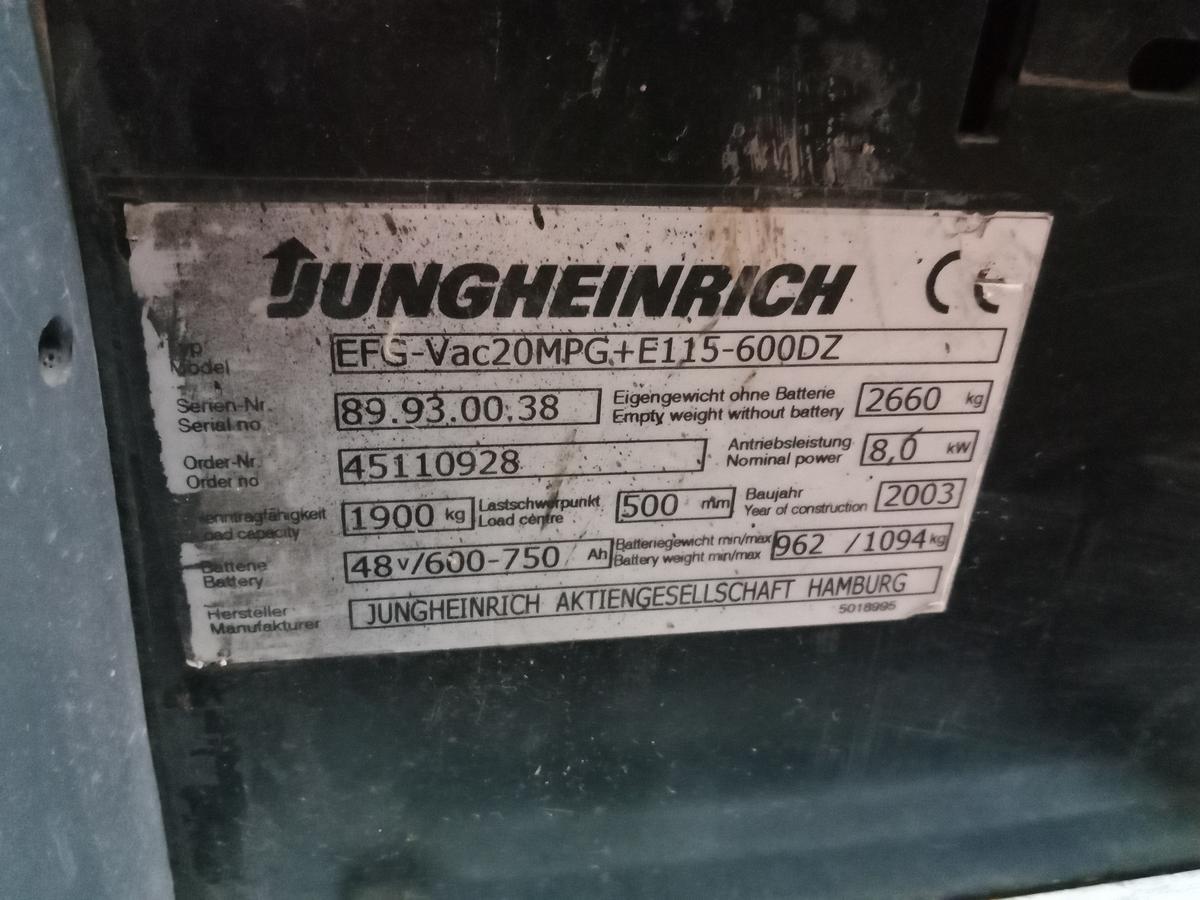 JUNGHEINRICH CE
Model EFG-Vac20MPG+E115-600DZ
Serien-Nr. 89.93.00.38 Eigengewicht ohne Batterie 2660 kg
Serial no Empty weight without battery
Order-Nr. 45110928 Antriebsleistung 8,0 kW
Order no Nominal power
1900 kg Lastschwerpunkt 500 mm Baujahr 2003
capacity Load centre Year of construction
Batterie 48 V/600-750 Ah Batteriegewicht min/max 962 /1094 kg
Battery Battery weight min/max
Hersteller JUNGHEINRICH AKTIENGESELLSCHAFT HAMBURG
Manufakturer 5018995